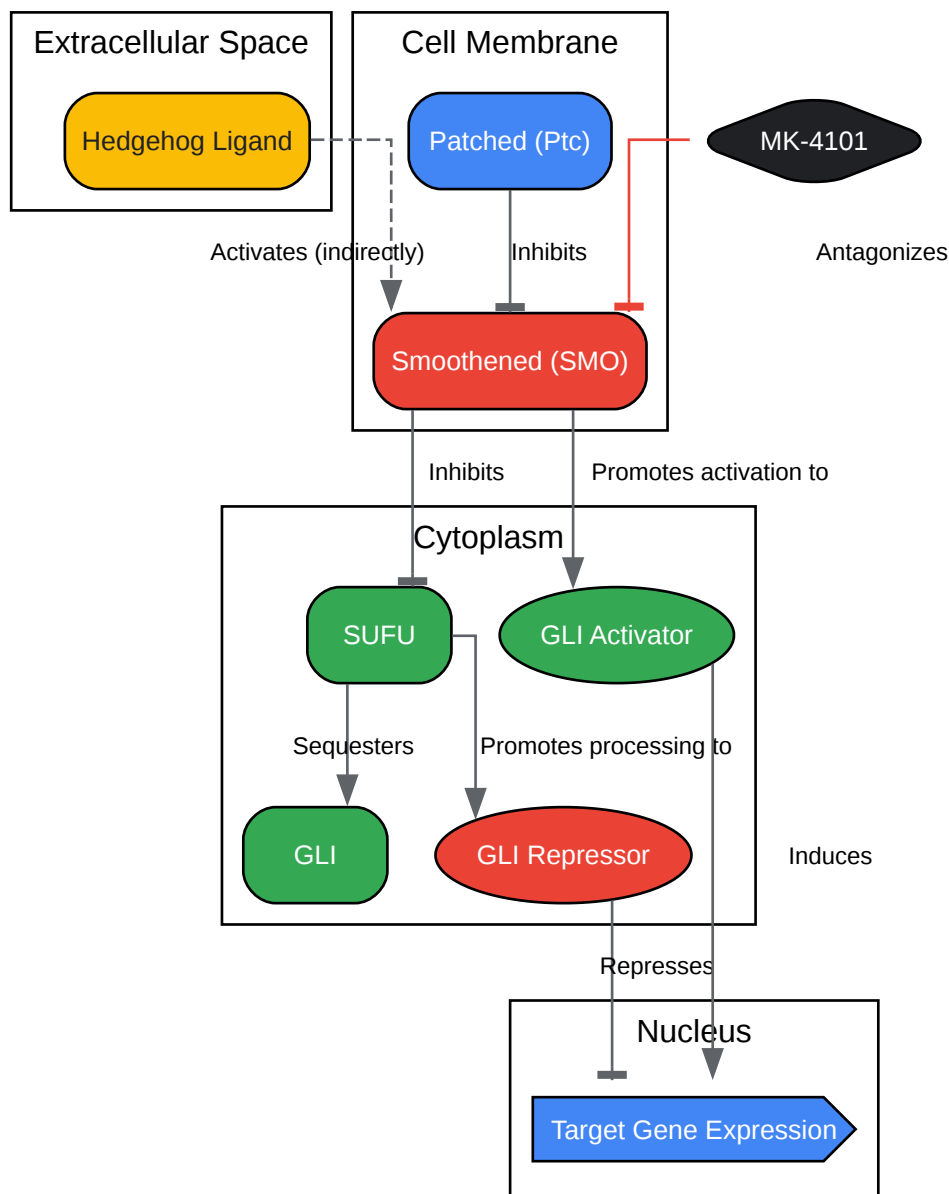 Extracellular Space
Cell Membrane
Hedgehog Ligand
Patched (Ptc)
MK-4101
Activates (indirectly)
Inhibits
Antagonizes
Smoothened (SMO)
Inhibits
Promotes activation to
Cytoplasm
SUFU
GLI Activator
Sequesters
Promotes processing to
GLI
GLI Repressor
Induces
Represses
Nucleus
Target Gene Expression